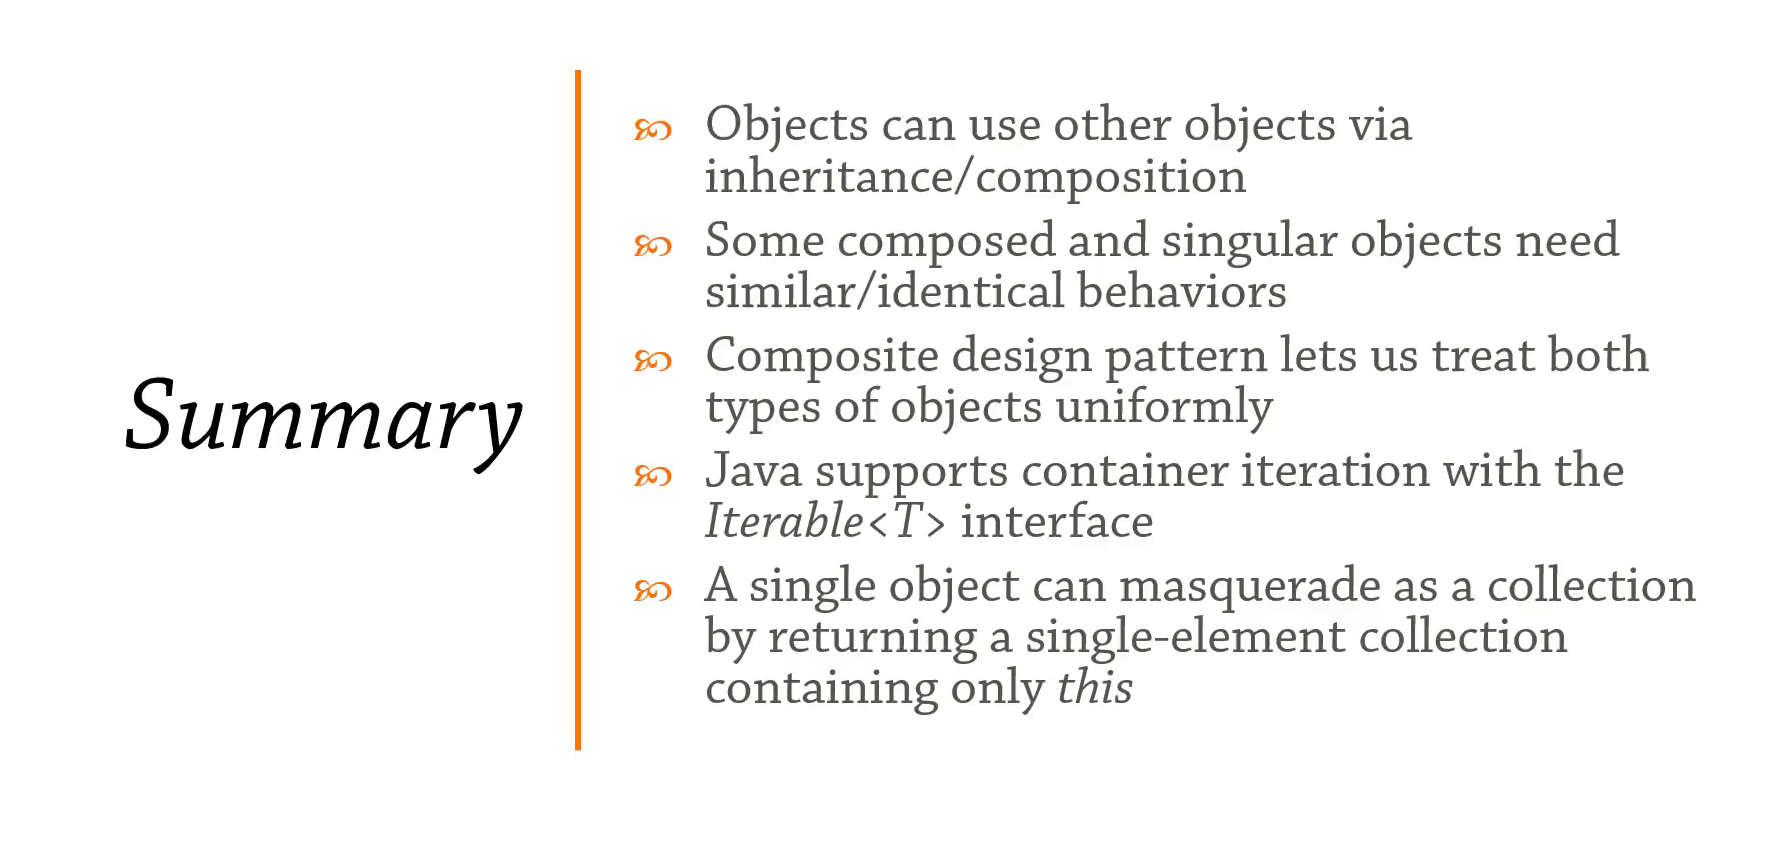 Summary
Objects can use other objects via
inheritance/composition
Some composed and singular objects need
similar/identical behaviors
Composite design pattern lets us treat both
types of objects uniformly
Java supports container iteration with the
Iterable<T> interface
A single object can masquerade as a collection
by returning a single-element collection
containing only this